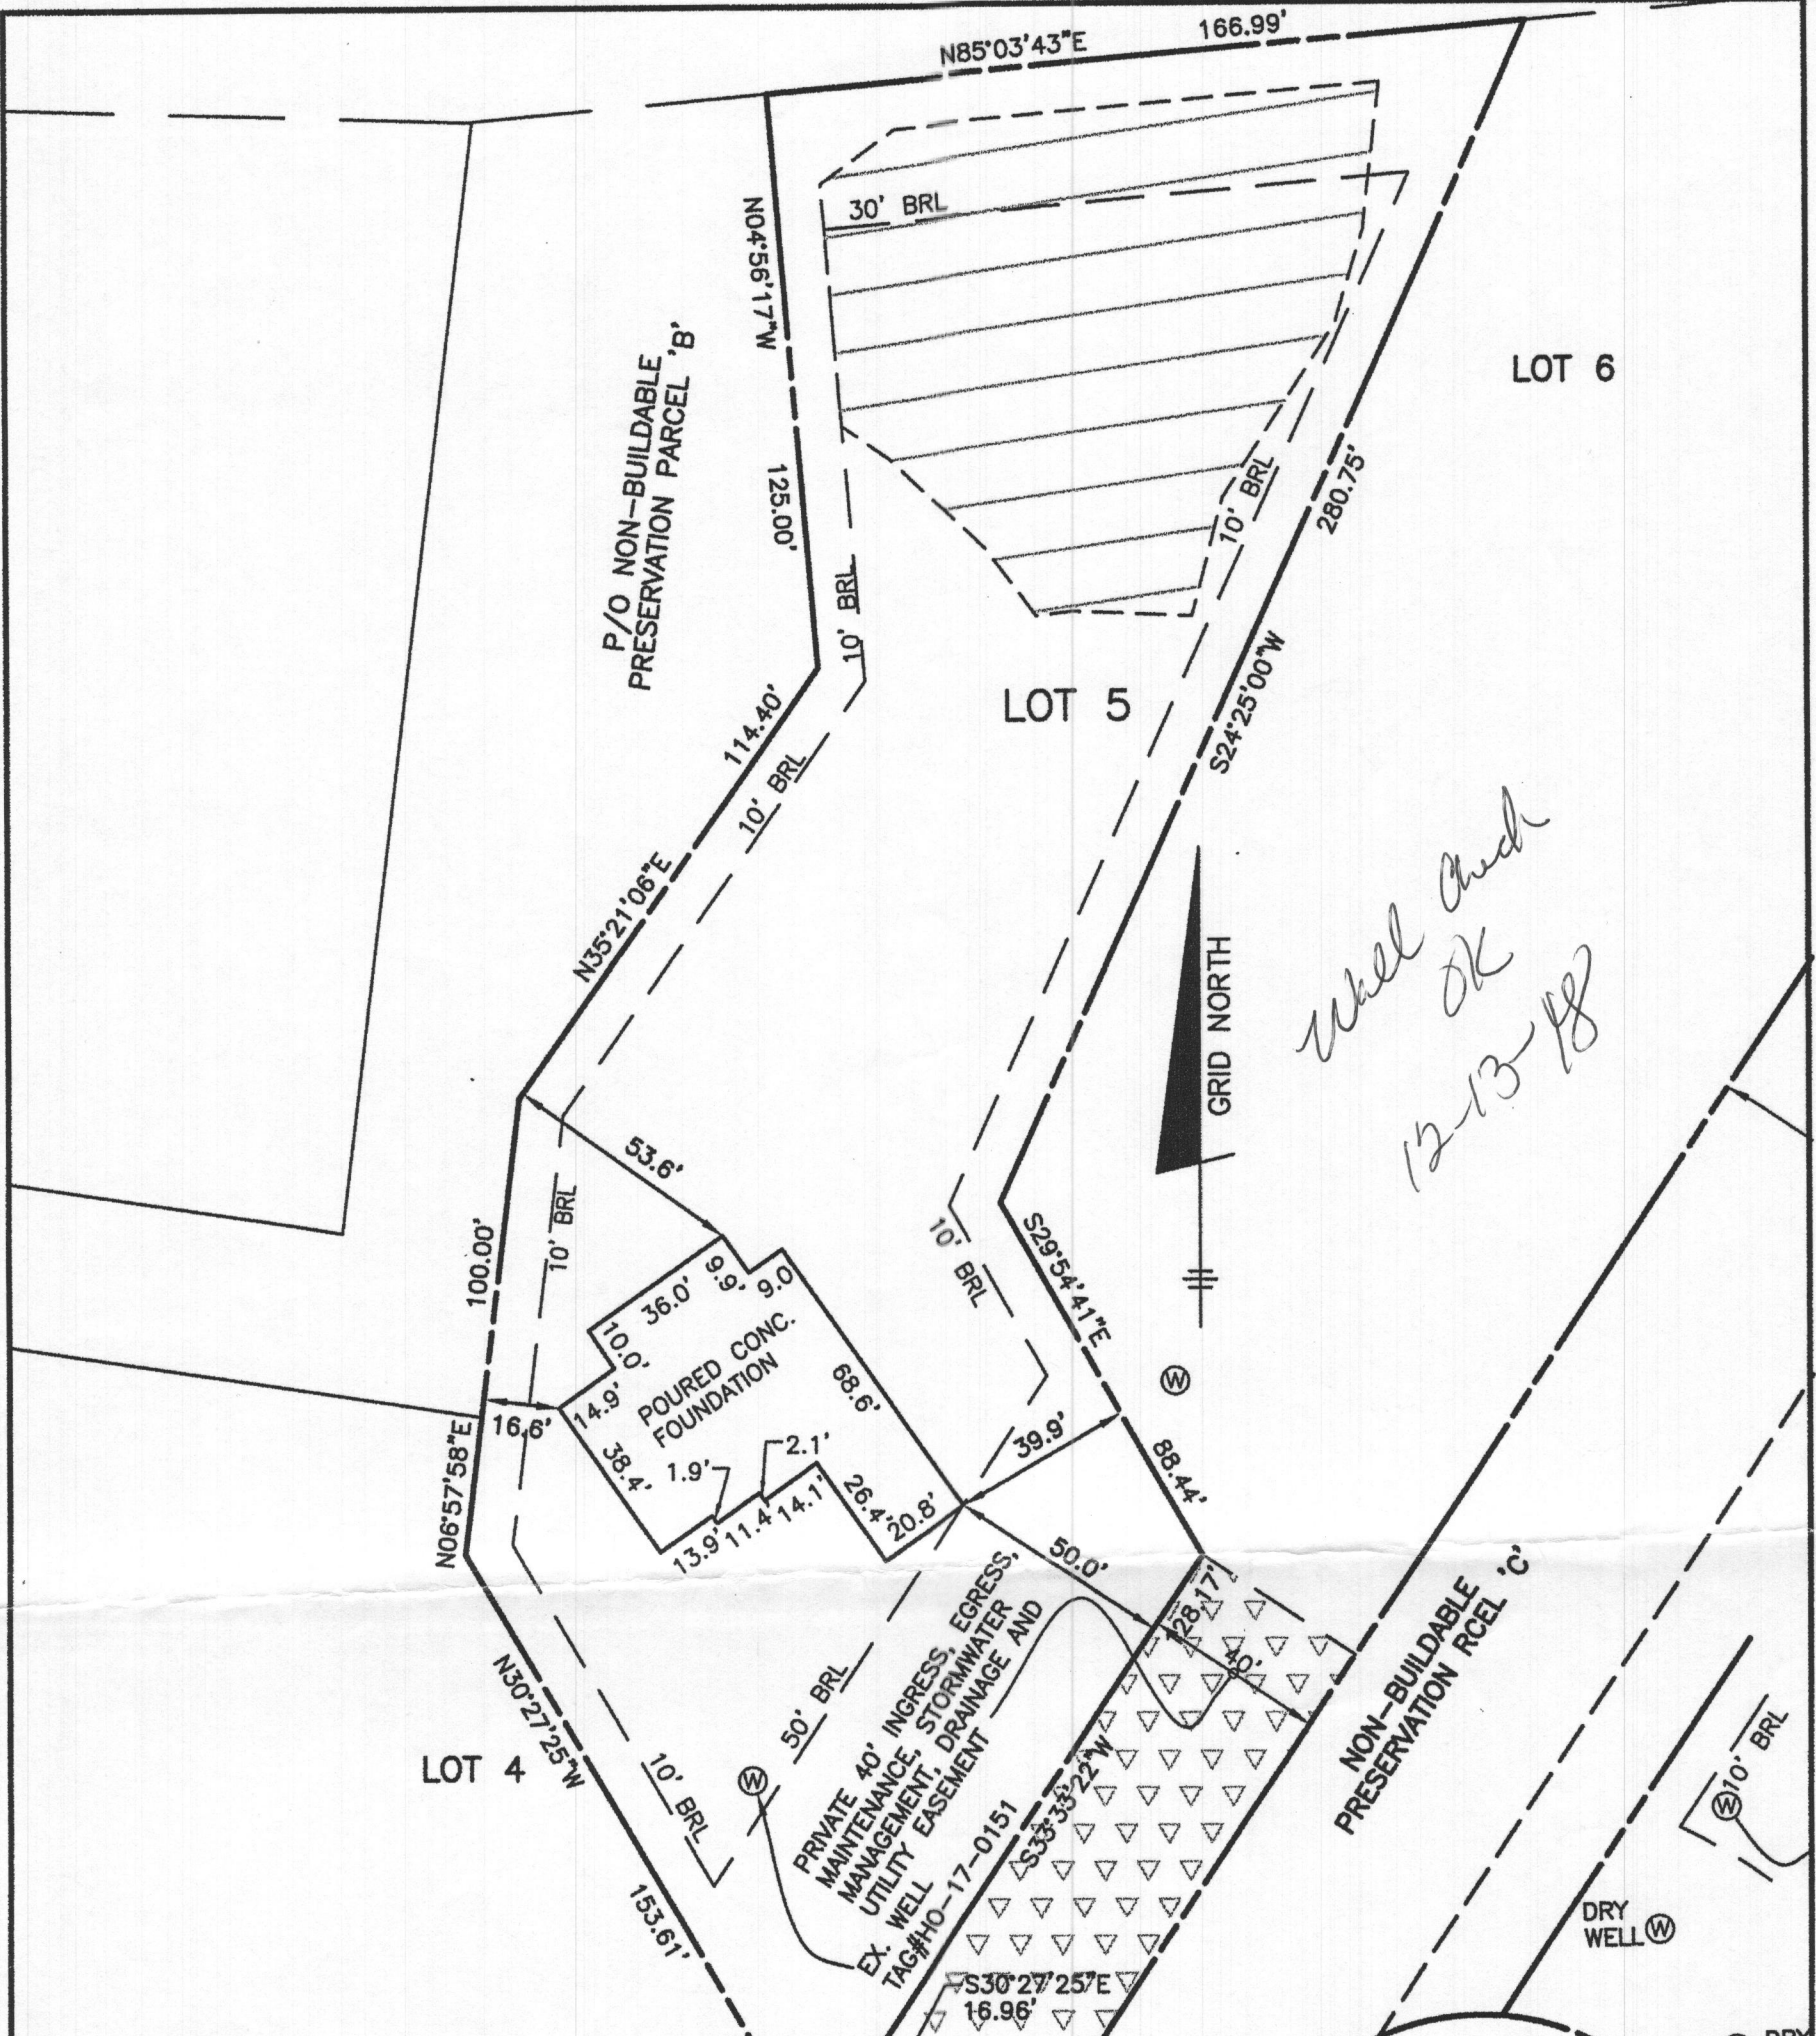 N85°03'43"E
166.99'
30' BRL
N04°56'17"W
125.00'
P/O NON-BUILDABLE
PRESERVATION PARCEL 'B'
LOT 6
10' BRL
280.75'
10' BRL
LOT 5
S24°25'00"W
114.40'
10' BRL
N35°21'06"E
GRID NORTH
Wall Check
OK
12-13-18
53.6'
100.00'
10' BRL
10' BRL
S29°54'41"E
9.9'
9.0
36.0'
10.0'
POURED CONC.
FOUNDATION
68.6'
14.9'
16.6'
N06°57'58"E
38.4'
1.9'
2.1'
39.9'
W
88.44'
26.4'
20.8'
13.9'
11.4'
14.1'
50.0'
128.17'
40'
PRIVATE 40' INGRESS, EGRESS,
MAINTENANCE, STORMWATER
MANAGEMENT, DRAINAGE AND
UTILITY EASEMENT
N30°27'25"W
50' BRL
LOT 4
10' BRL
W
153.61'
EX. WELL
TAG#HO-17-0151
S33°33'22"W
NON-BUILDABLE
PRESERVATION RCEL 'C'
10' BRL
W
DRY
WELL W
S30°27'25"E
16.96'